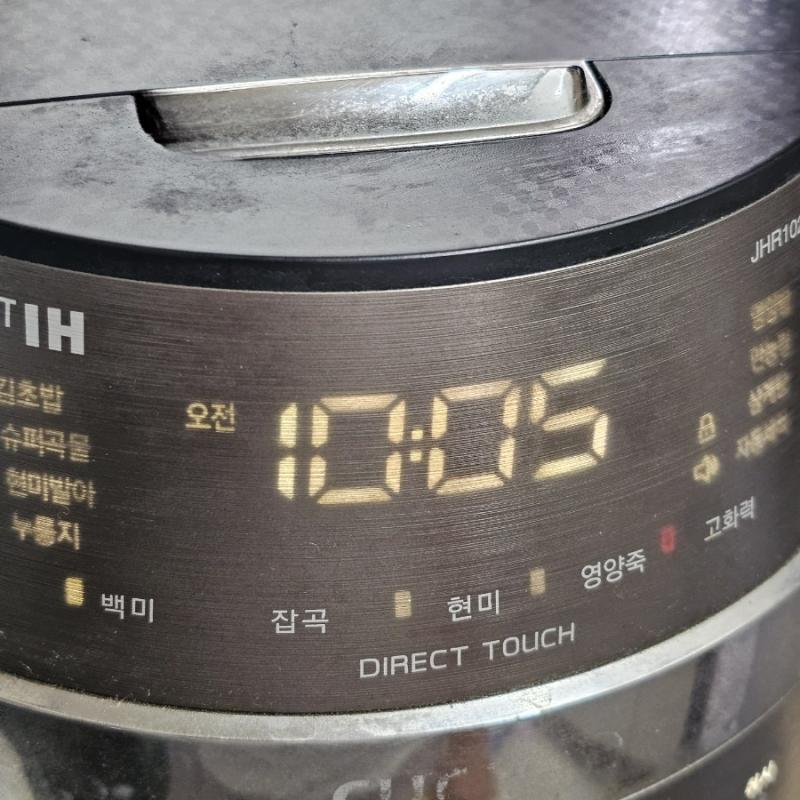 JHR102
IH
김초밥
슈퍼곡물
현미발아
누룽지
오전
10:05
백미
잡곡
현미
영양죽
고화력
DIRECT TOUCH